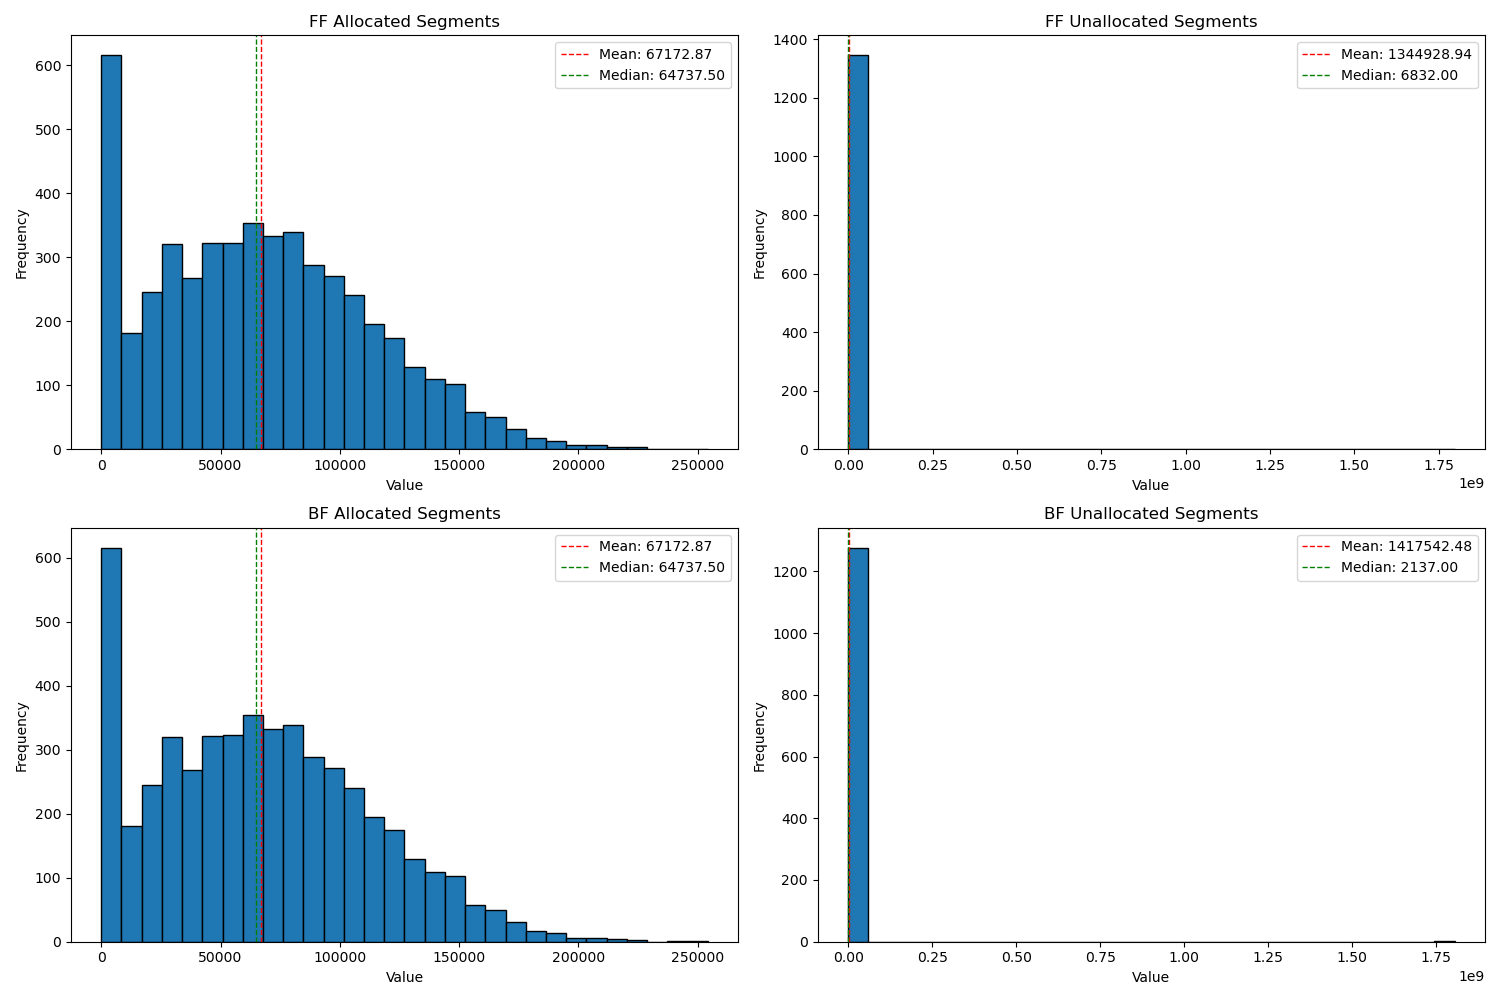 FF Allocated Segments
Frequency
600
500
400
300
200
100
0
Mean: 67172.87
Median: 64737.50
0 50000 100000 150000 200000 250000
Value
FF Unallocated Segments
Frequency
1400
1200
1000
800
600
400
200
0
Mean: 1344928.94
Median: 6832.00
0.00 0.25 0.50 0.75 1.00 1.25 1.50 1.75
1e9
Value
BF Allocated Segments
Frequency
600
500
400
300
200
100
0
Mean: 67172.87
Median: 64737.50
0 50000 100000 150000 200000 250000
Value
BF Unallocated Segments
Frequency
1200
1000
800
600
400
200
0
Mean: 1417542.48
Median: 2137.00
0.00 0.25 0.50 0.75 1.00 1.25 1.50 1.75
1e9
Value